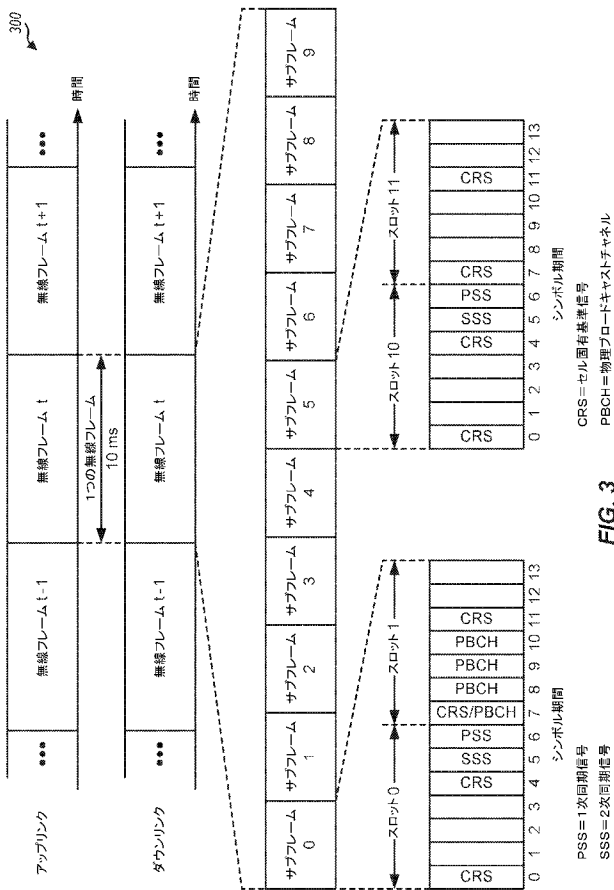 300
アップリンク
••• 無線フレーム t-1 無線フレーム t 無線フレーム t+1 •••
時間
1つの無線フレーム
10 ms
ダウンリンク
••• 無線フレーム t-1 無線フレーム t 無線フレーム t+1 •••
時間
サブフレーム 0 サブフレーム 1 サブフレーム 2 サブフレーム 3 サブフレーム 4 サブフレーム 5 サブフレーム 6 サブフレーム 7 サブフレーム 8 サブフレーム 9
スロット0 スロット1
CRS CRS SSS PSS CRS/PBCH PBCH PBCH PBCH CRS
0 1 2 3 4 5 6 7 8 9 10 11 12 13
シンボル期間
スロット10 スロット11
CRS CRS SSS PSS CRS CRS
0 1 2 3 4 5 6 7 8 9 10 11 12 13
シンボル期間
PSS=1次同期信号
SSS=2次同期信号
CRS=セル固有基準信号
PBCH=物理ブロードキャストチャネル
FIG. 3